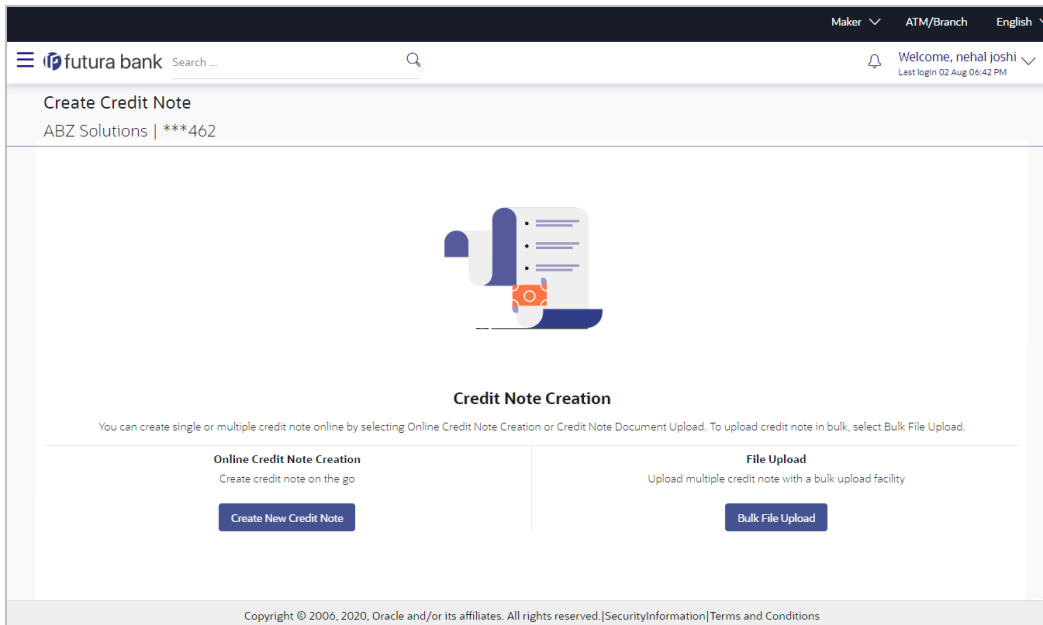 Maker ATM/Branch English
futura bank Search ... Welcome, nehal joshi
Last login 02 Aug 06:42 PM
Create Credit Note
ABZ Solutions | ***462
Credit Note Creation
You can create single or multiple credit note online by selecting Online Credit Note Creation or Credit Note Document Upload. To upload credit note in bulk, select Bulk File Upload.
Online Credit Note Creation
Create credit note on the go
Create New Credit Note
File Upload
Upload multiple credit note with a bulk upload facility
Bulk File Upload
Copyright © 2006, 2020, Oracle and/or its affiliates. All rights reserved.|SecurityInformation|Terms and Conditions